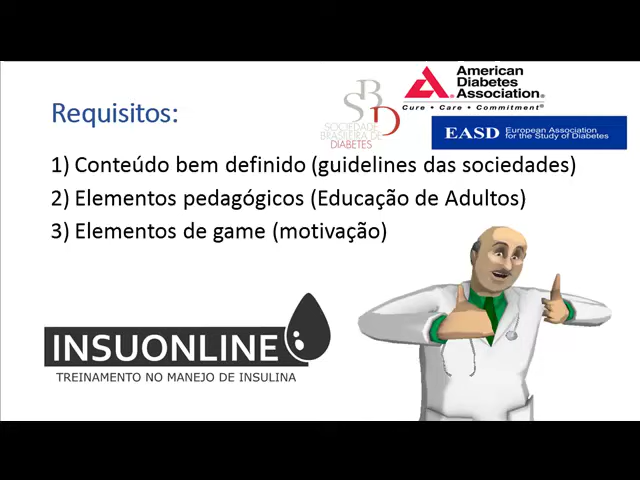 Requisitos:
SBD
SOCIEDADE
BRASILEIRA DE
DIABETES
American
Diabetes
Association®
Cure • Care • Commitment®
EASD European Association
for the Study of Diabetes
1) Conteúdo bem definido (guidelines das sociedades)
2) Elementos pedagógicos (Educação de Adultos)
3) Elementos de game (motivação)
INSUONLINE
TREINAMENTO NO MANEJO DE INSULINA